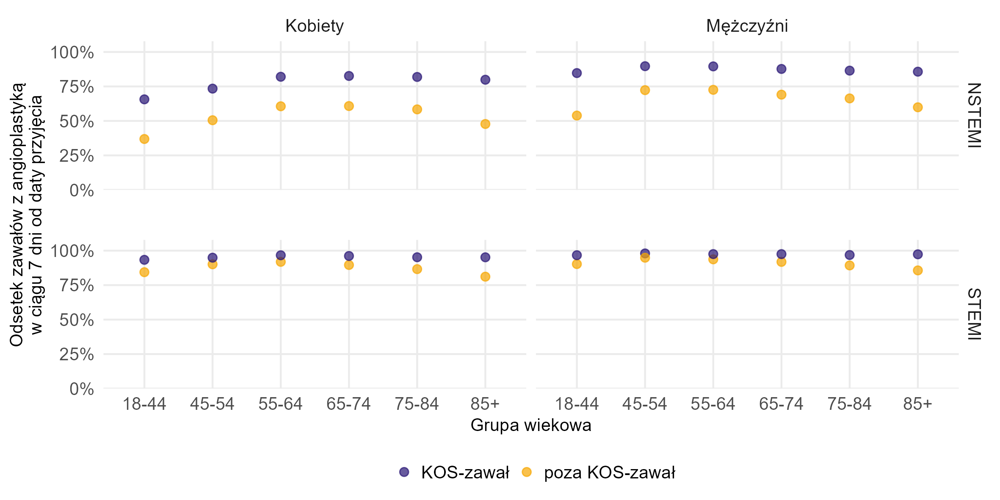 Kobiety
Mężczyźni
Odsetek zawałów z angioplastyką
w ciągu 7 dni od daty przyjęcia
100%
75%
50%
25%
0%
NSTEMI
100%
75%
50%
25%
0%
STEMI
18-44
45-54
55-64
65-74
75-84
85+
18-44
45-54
55-64
65-74
75-84
85+
Grupa wiekowa
KOS-zawał
poza KOS-zawał